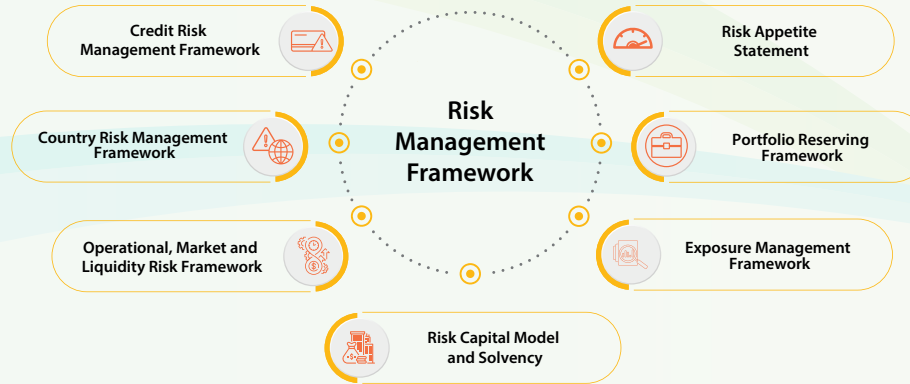 Credit Risk
Management Framework
Risk Appetite
Statement
Risk
Management
Framework
Country Risk Management
Framework
Portfolio Reserving
Framework
Operational, Market and
Liquidity Risk Framework
Exposure Management
Framework
Risk Capital Model
and Solvency